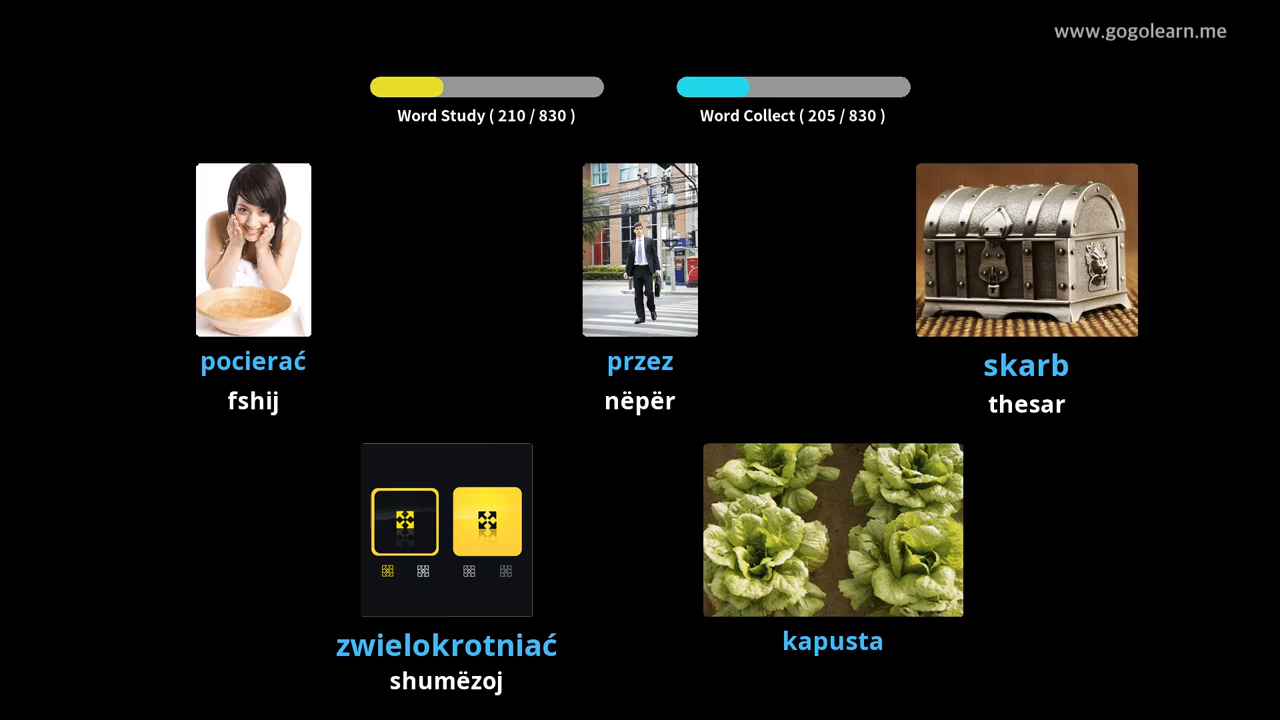 www.gogolearn.me
Word Study ( 210 / 830 )
Word Collect ( 205 / 830 )
pocierać
fshij
przez
nëpër
skarb
thesar
zwielokrotniać
shumëzoj
kapusta